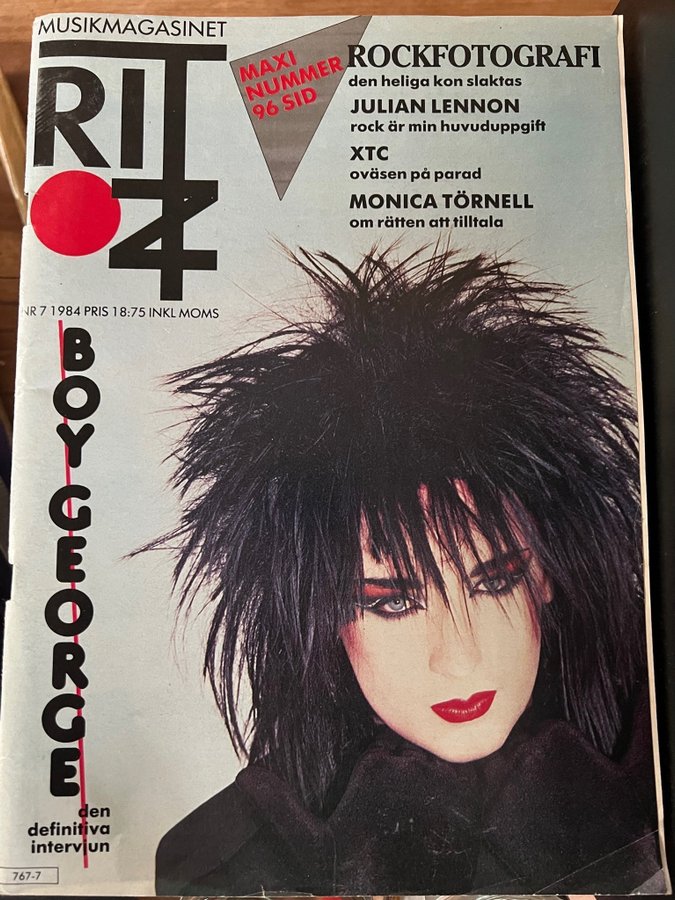 MUSIKMAGASINET
RITZ
MAXI
NUMMER
96 SID
ROCKFOTOGRAFI
den heliga kon slaktas
JULIAN LENNON
rock är min huvuduppgift
XTC
oväsen på parad
MONICA TÖRNELL
om rätten att tilltala
NR 7 1984 PRIS 18:75 INKL MOMS
BOY GEORGE
den
definitiva
intervjun
767-7